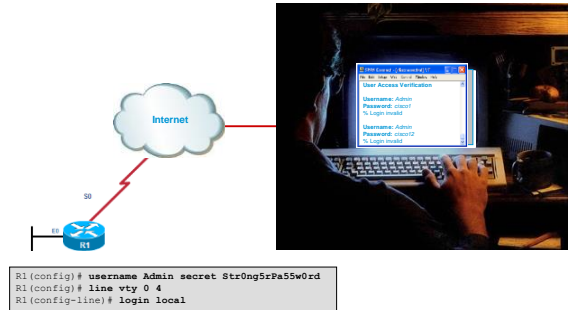 User Access Verification
Username: Admin
Password: cisco1
% Login invalid
Username: Admin
Password: cisco12
% Login invalid
Internet
S0
E0
R1
R1(config)# username Admin secret Str0ng5rPa55w0rd
R1(config)# line vty 0 4
R1(config-line)# login local